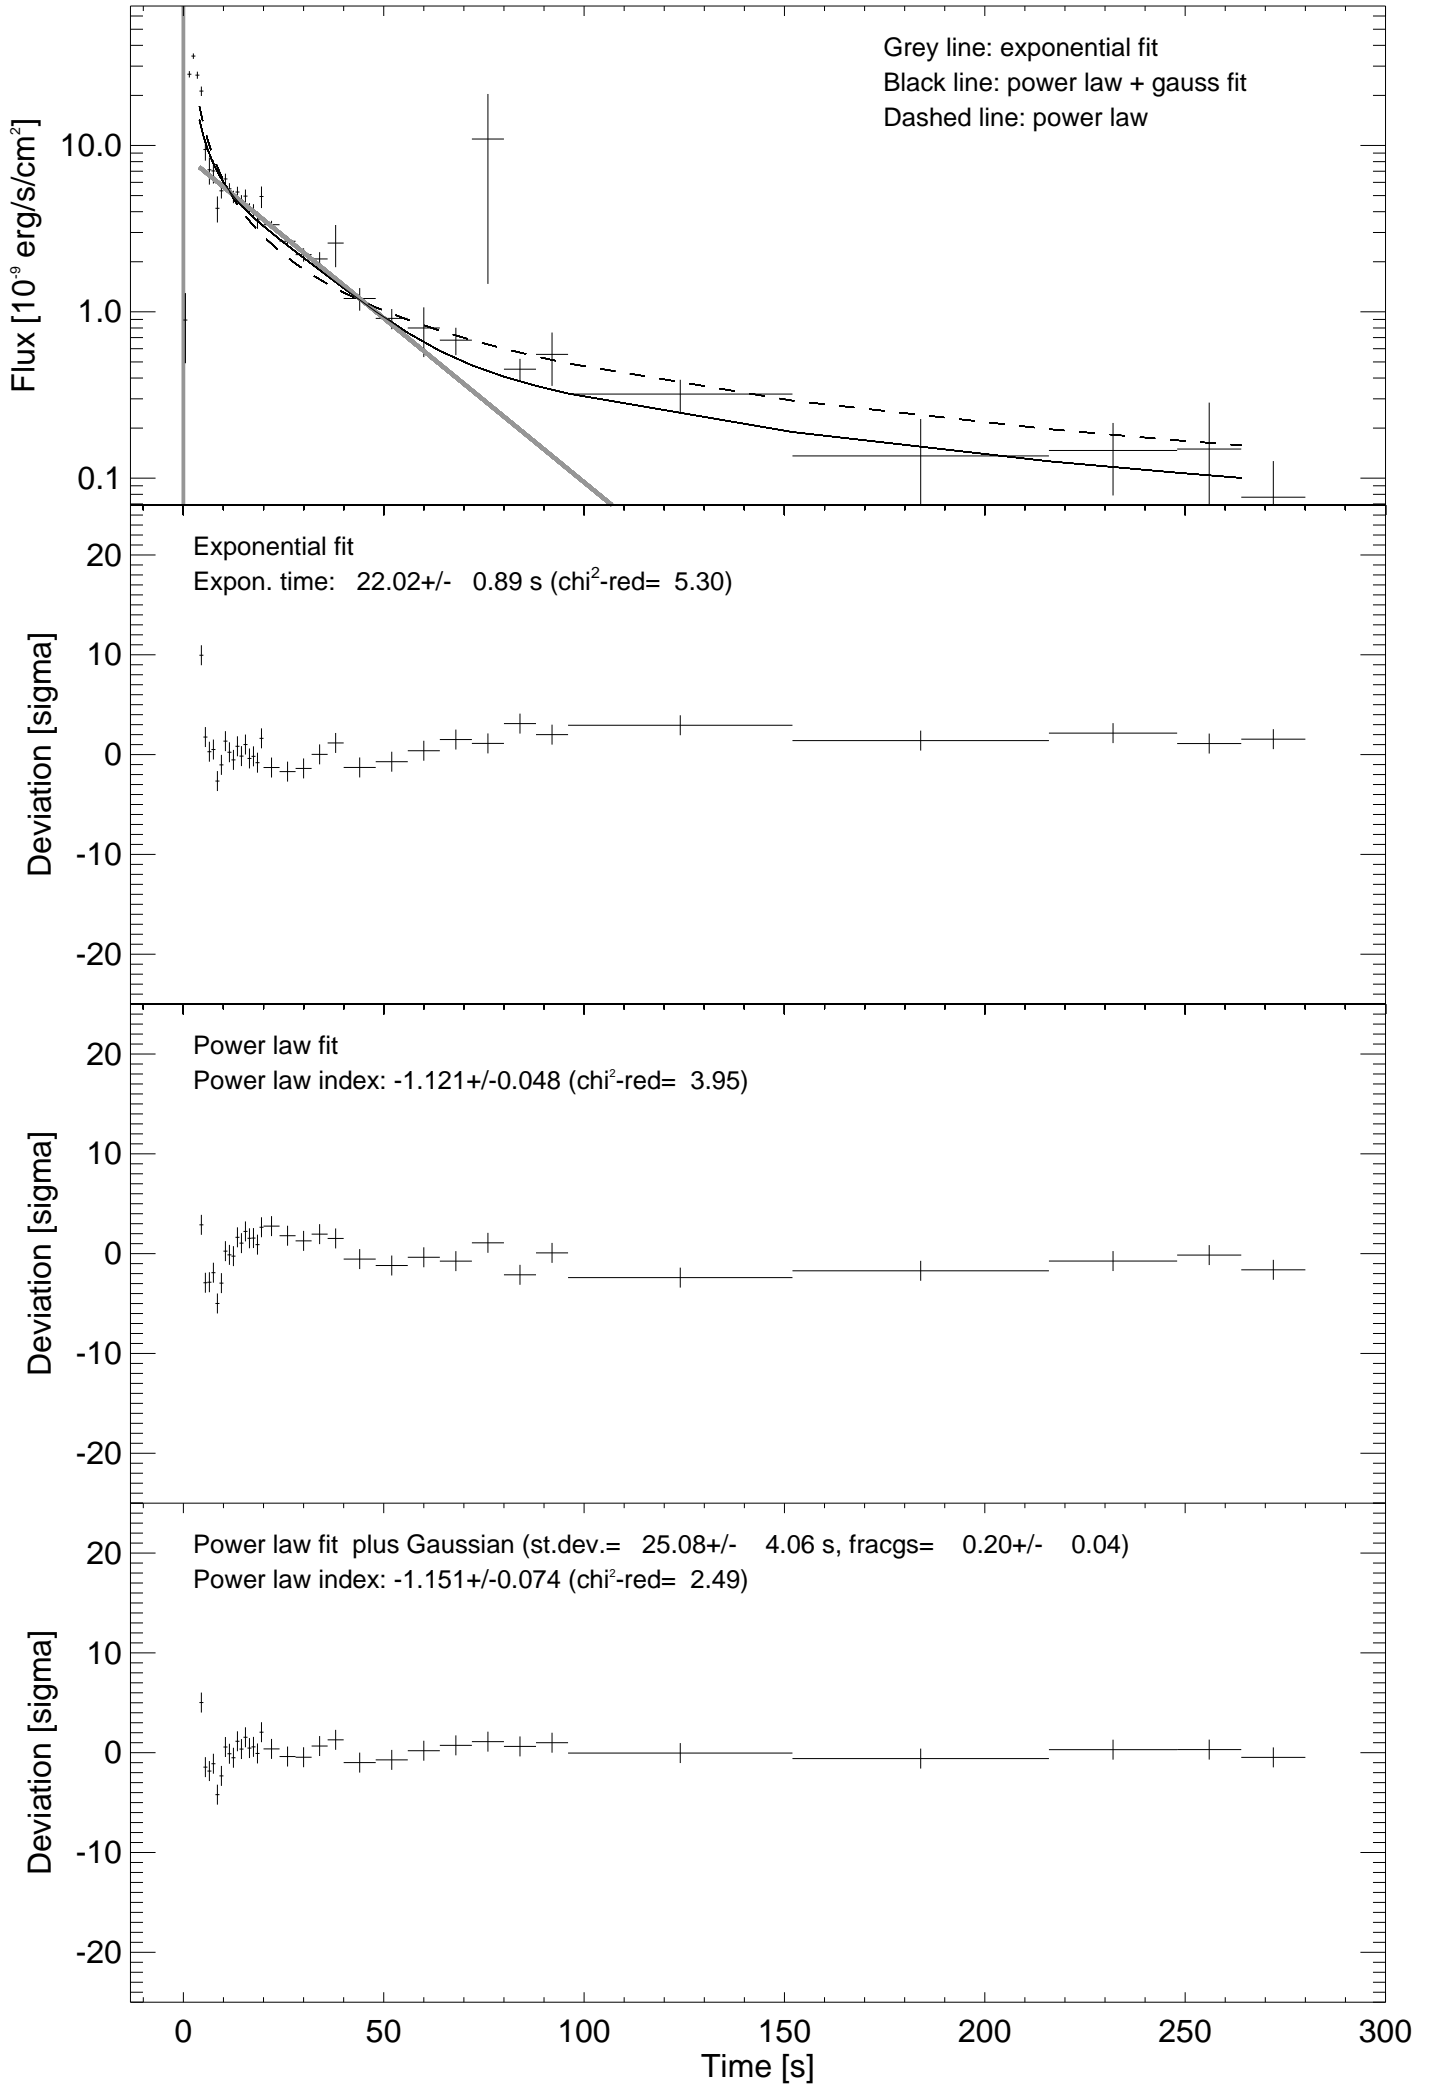 Grey line: exponential fit
Black line: power law + gauss fit
Dashed line: power law
Flux [10⁻⁹ erg/s/cm²]
10.0
1.0
0.1
Exponential fit
Expon. time: 22.02+/- 0.89 s (chi²-red= 5.30)
Deviation [sigma]
20
10
0
-10
-20
Power law fit
Power law index: -1.121+/-0.048 (chi²-red= 3.95)
Deviation [sigma]
20
10
0
-10
-20
Power law fit plus Gaussian (st.dev.= 25.08+/- 4.06 s, fracgs= 0.20+/- 0.04)
Power law index: -1.151+/-0.074 (chi²-red= 2.49)
Deviation [sigma]
20
10
0
-10
-20
0 50 100 150 200 250 300
Time [s]